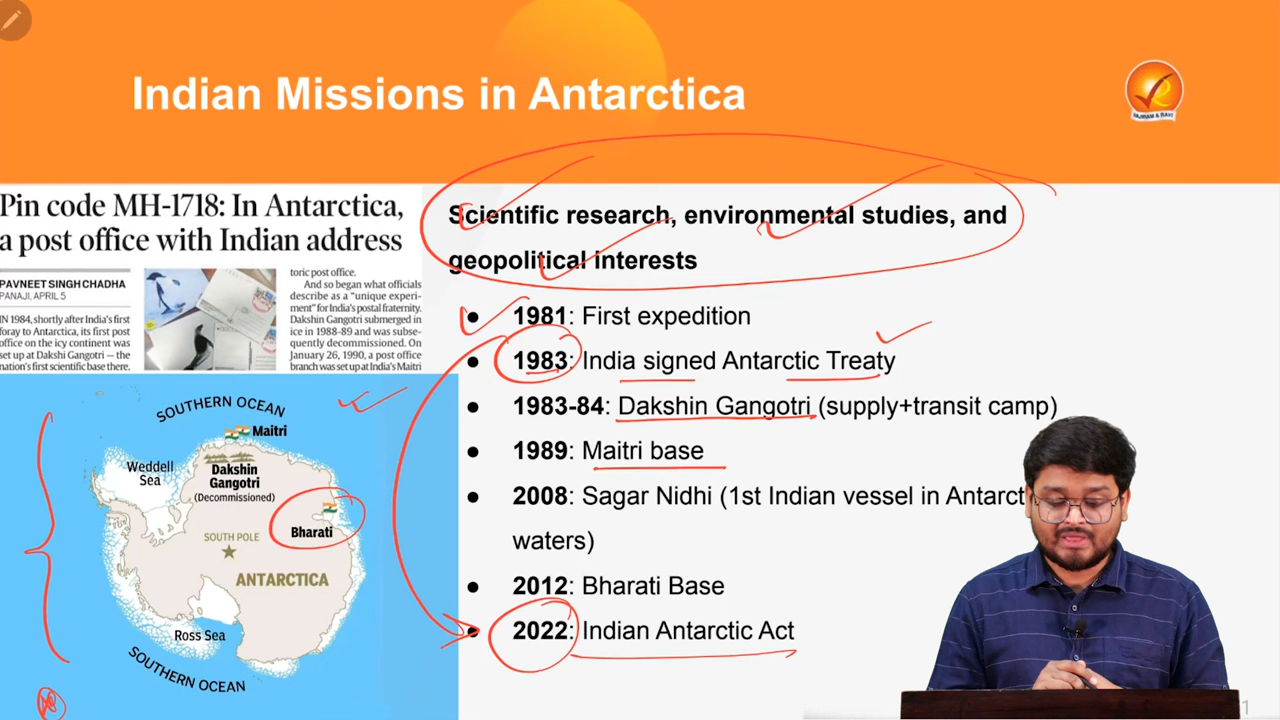 Indian Missions in Antarctica
VAJIRAM & RAVI
Pin code MH-1718: In Antarctica,
a post office with Indian address
PAVNEET SINGH CHADHA
PANAJI, APRIL 5
IN 1984, shortly after India's first
foray to Antarctica, its first post
office on the icy continent was
set up at Dakshi Gangotri — the
nation's first scientific base there.
toric post office.
And so began what officials
describe as a "unique experi-
ment" for India's postal fraternity.
Dakshin Gangotri submerged in
ice in 1988-89 and was subse-
quently decommissioned. On
January 26, 1990, a post office
branch was set up at India's Maitri
Scientific research, environmental studies, and
geopolitical interests
● 1981: First expedition
● 1983: India signed Antarctic Treaty
● 1983-84: Dakshin Gangotri (supply+transit camp)
● 1989: Maitri base
● 2008: Sagar Nidhi (1st Indian vessel in Antarct
waters)
● 2012: Bharati Base
● 2022: Indian Antarctic Act
SOUTHERN OCEAN
Maitri
Weddell
Sea
Dakshin
Gangotri
(Decommissioned)
Bharati
SOUTH POLE
ANTARCTICA
Ross Sea
SOUTHERN OCEAN
1